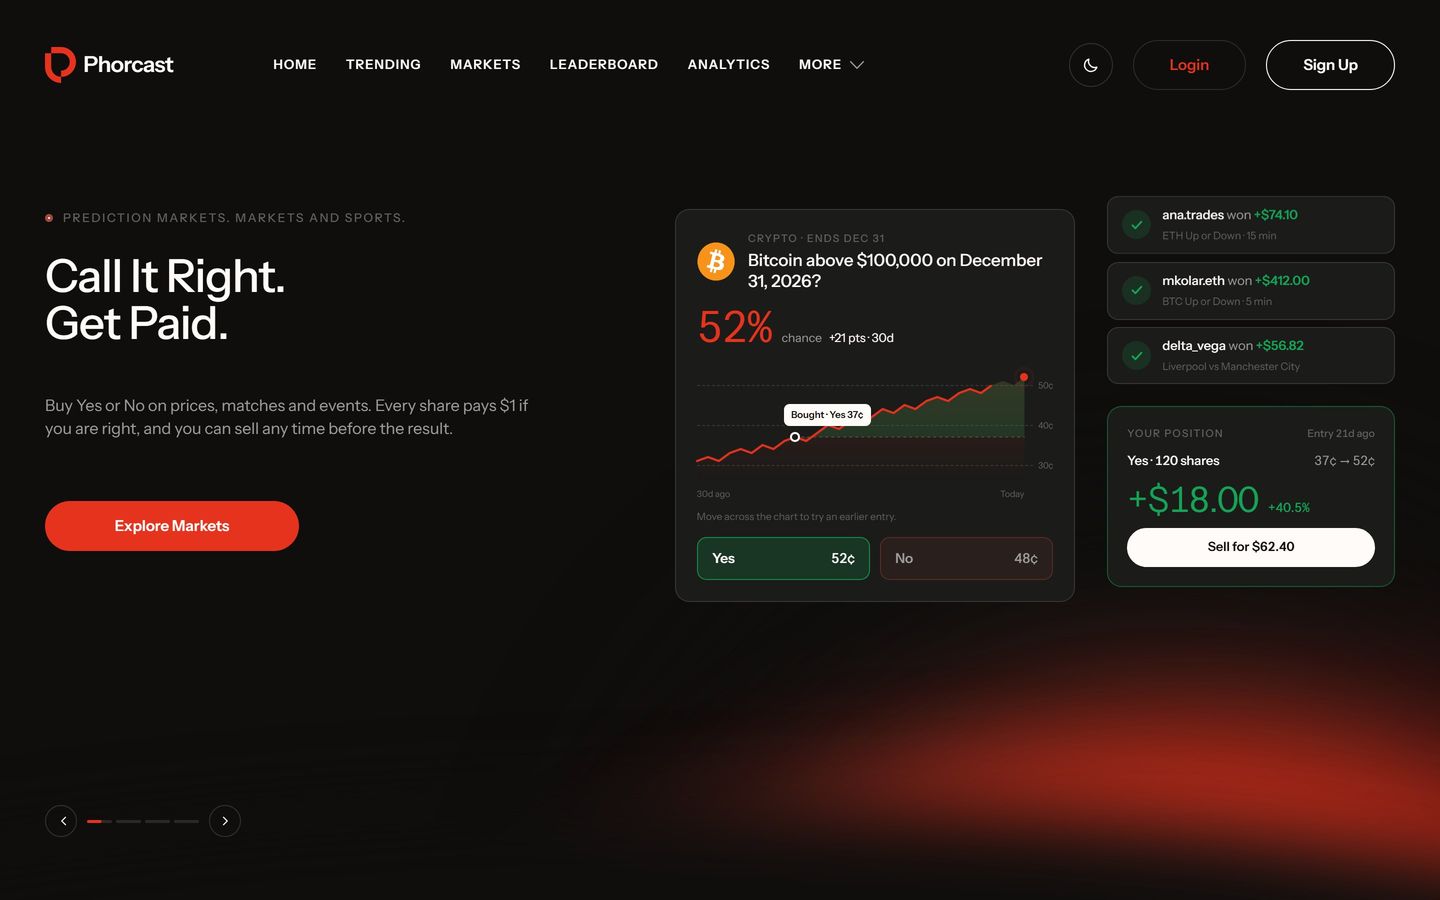 Phorcast
HOME TRENDING MARKETS LEADERBOARD ANALYTICS MORE
Login
Sign Up
PREDICTION MARKETS. MARKETS AND SPORTS.
Call It Right.
Get Paid.
Buy Yes or No on prices, matches and events. Every share pays $1 if
you are right, and you can sell any time before the result.
Explore Markets
CRYPTO · ENDS DEC 31
Bitcoin above $100,000 on December
31, 2026?
52% chance +21 pts · 30d
50¢
Bought · Yes 37¢
40¢
30¢
30d ago Today
Move across the chart to try an earlier entry.
Yes 52¢
No 48¢
ana.trades won +$74.10
ETH Up or Down · 15 min
mkolar.eth won +$412.00
BTC Up or Down · 5 min
delta_vega won +$56.82
Liverpool vs Manchester City
YOUR POSITION Entry 21d ago
Yes · 120 shares 37¢ → 52¢
+$18.00 +40.5%
Sell for $62.40